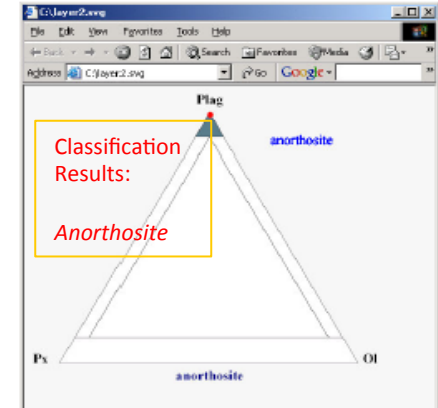 C:\layer2.svg
File Edit View Favorites Tools Help
Back Search Favorites Media
Address C:\layer2.svg Go Google
Plag
anorthosite
Classification
Results:
Anorthosite
Px Ol
anorthosite